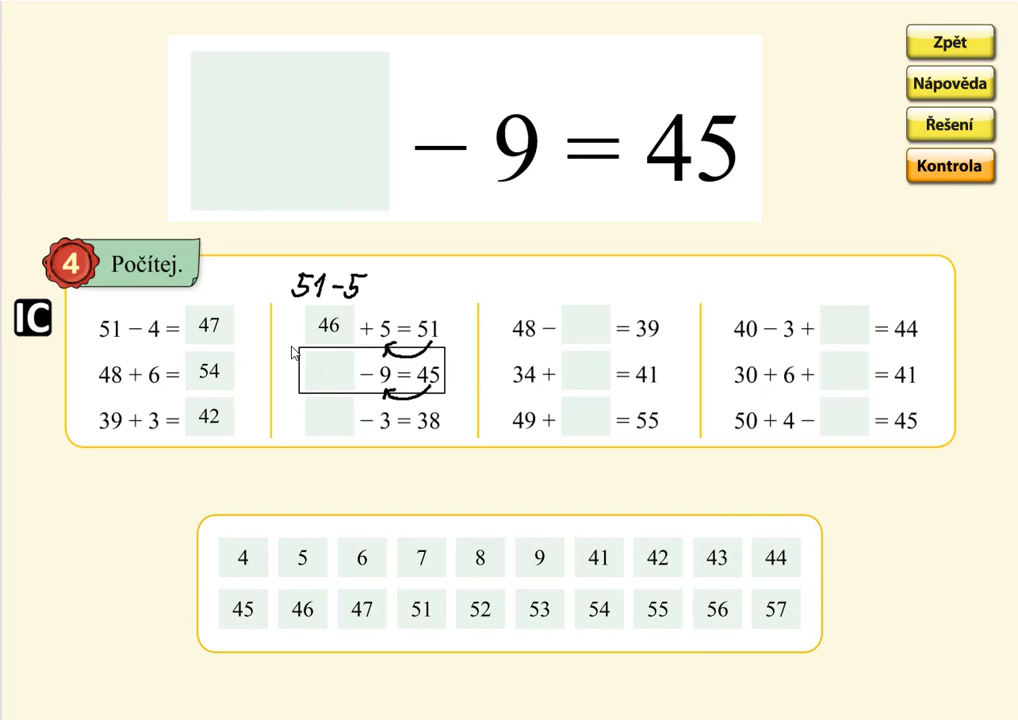 − 9 = 45
Zpět
Nápověda
Řešení
Kontrola
4 Počítej.
51-5
IC
51 − 4 = 47
48 + 6 = 54
39 + 3 = 42
46 + 5 = 51
− 9 = 45
− 3 = 38
48 − = 39
34 + = 41
49 + = 55
40 − 3 + = 44
30 + 6 + = 41
50 + 4 − = 45
4 5 6 7 8 9 41 42 43 44
45 46 47 51 52 53 54 55 56 57